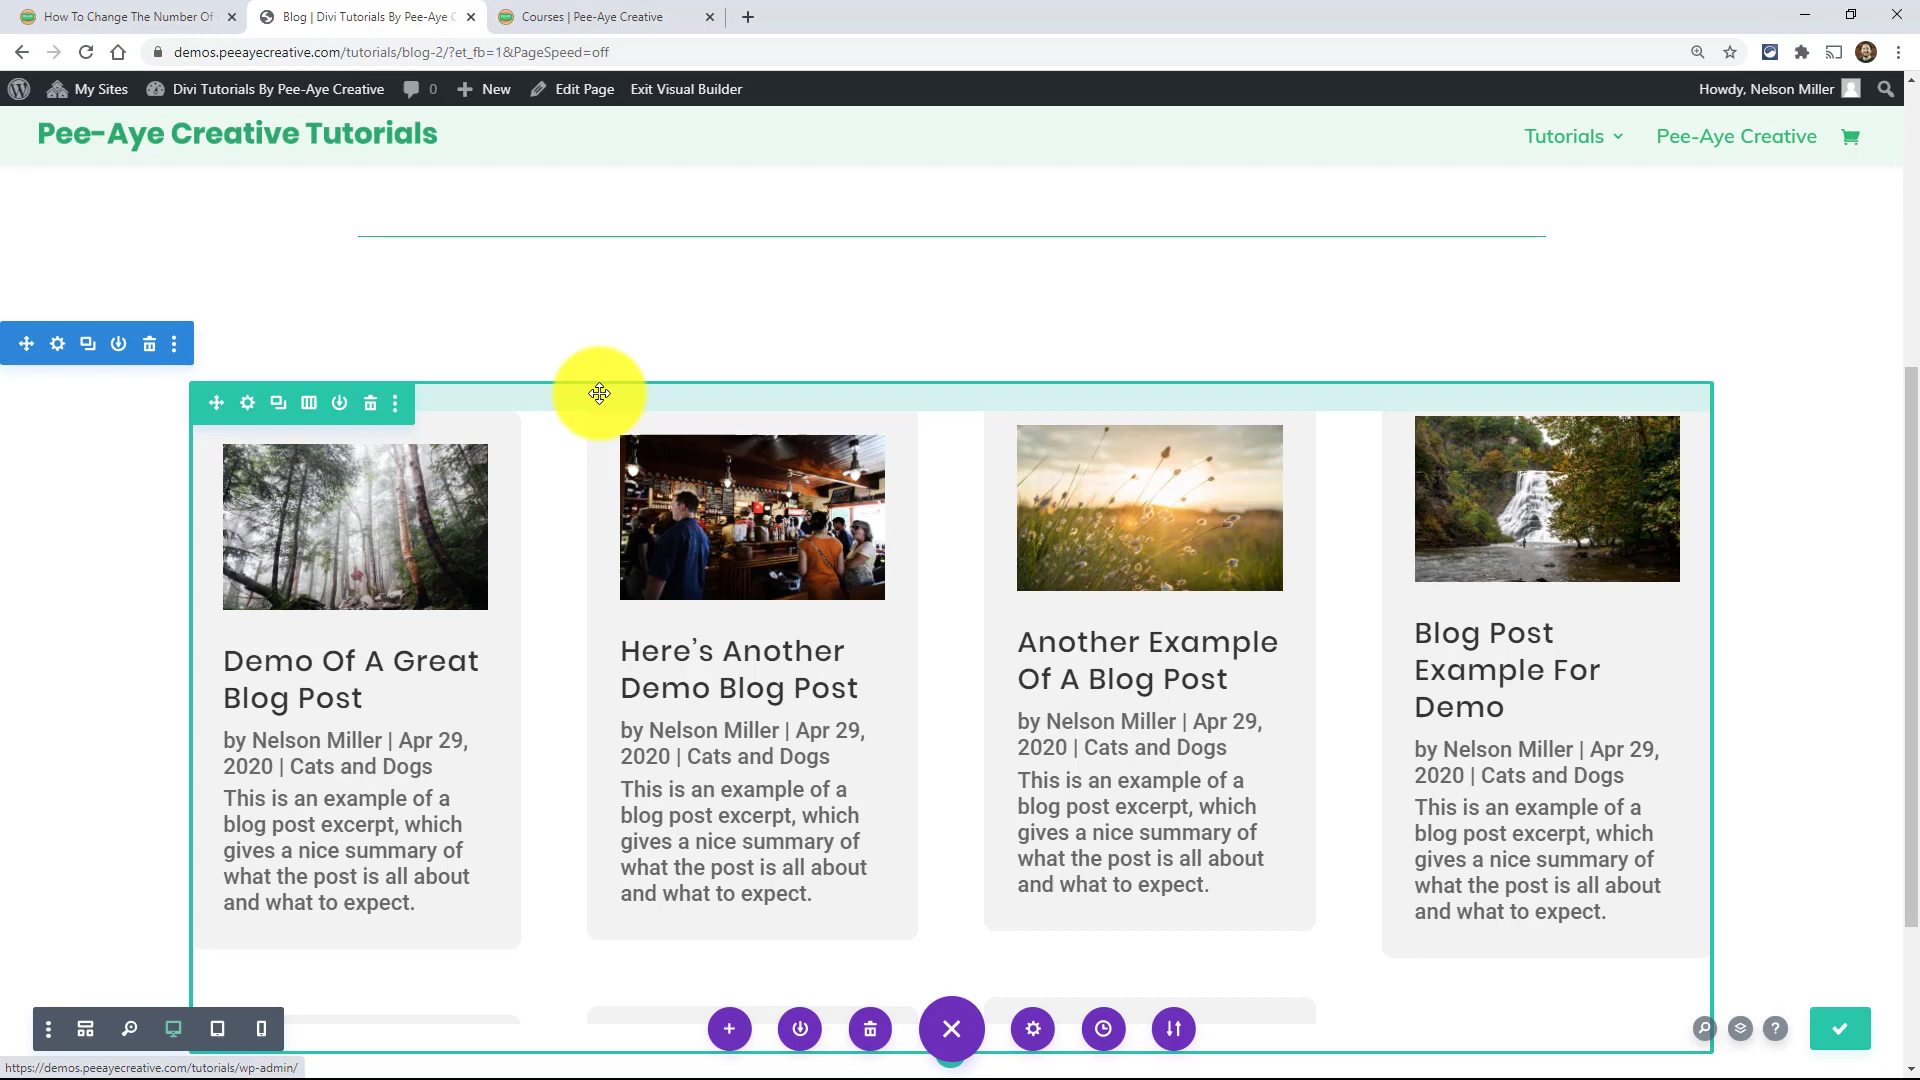 How To Change The Number Of
Blog | Divi Tutorials By Pee-Aye C
Courses | Pee-Aye Creative
demos.peeayecreative.com/tutorials/blog-2/?et_fb=1&PageSpeed=off
My Sites
Divi Tutorials By Pee-Aye Creative
0
New
Edit Page
Exit Visual Builder
Howdy, Nelson Miller
Pee-Aye Creative Tutorials
Tutorials
Pee-Aye Creative
Demo Of A Great
Blog Post
by Nelson Miller | Apr 29,
2020 | Cats and Dogs
This is an example of a
blog post excerpt, which
gives a nice summary of
what the post is all about
and what to expect.
Here's Another
Demo Blog Post
by Nelson Miller | Apr 29,
2020 | Cats and Dogs
This is an example of a
blog post excerpt, which
gives a nice summary of
what the post is all about
and what to expect.
Another Example
Of A Blog Post
by Nelson Miller | Apr 29,
2020 | Cats and Dogs
This is an example of a
blog post excerpt, which
gives a nice summary of
what the post is all about
and what to expect.
Blog Post
Example For
Demo
by Nelson Miller | Apr 29,
2020 | Cats and Dogs
This is an example of a
blog post excerpt, which
gives a nice summary of
what the post is all about
and what to expect.
https://demos.peeayecreative.com/tutorials/wp-admin/